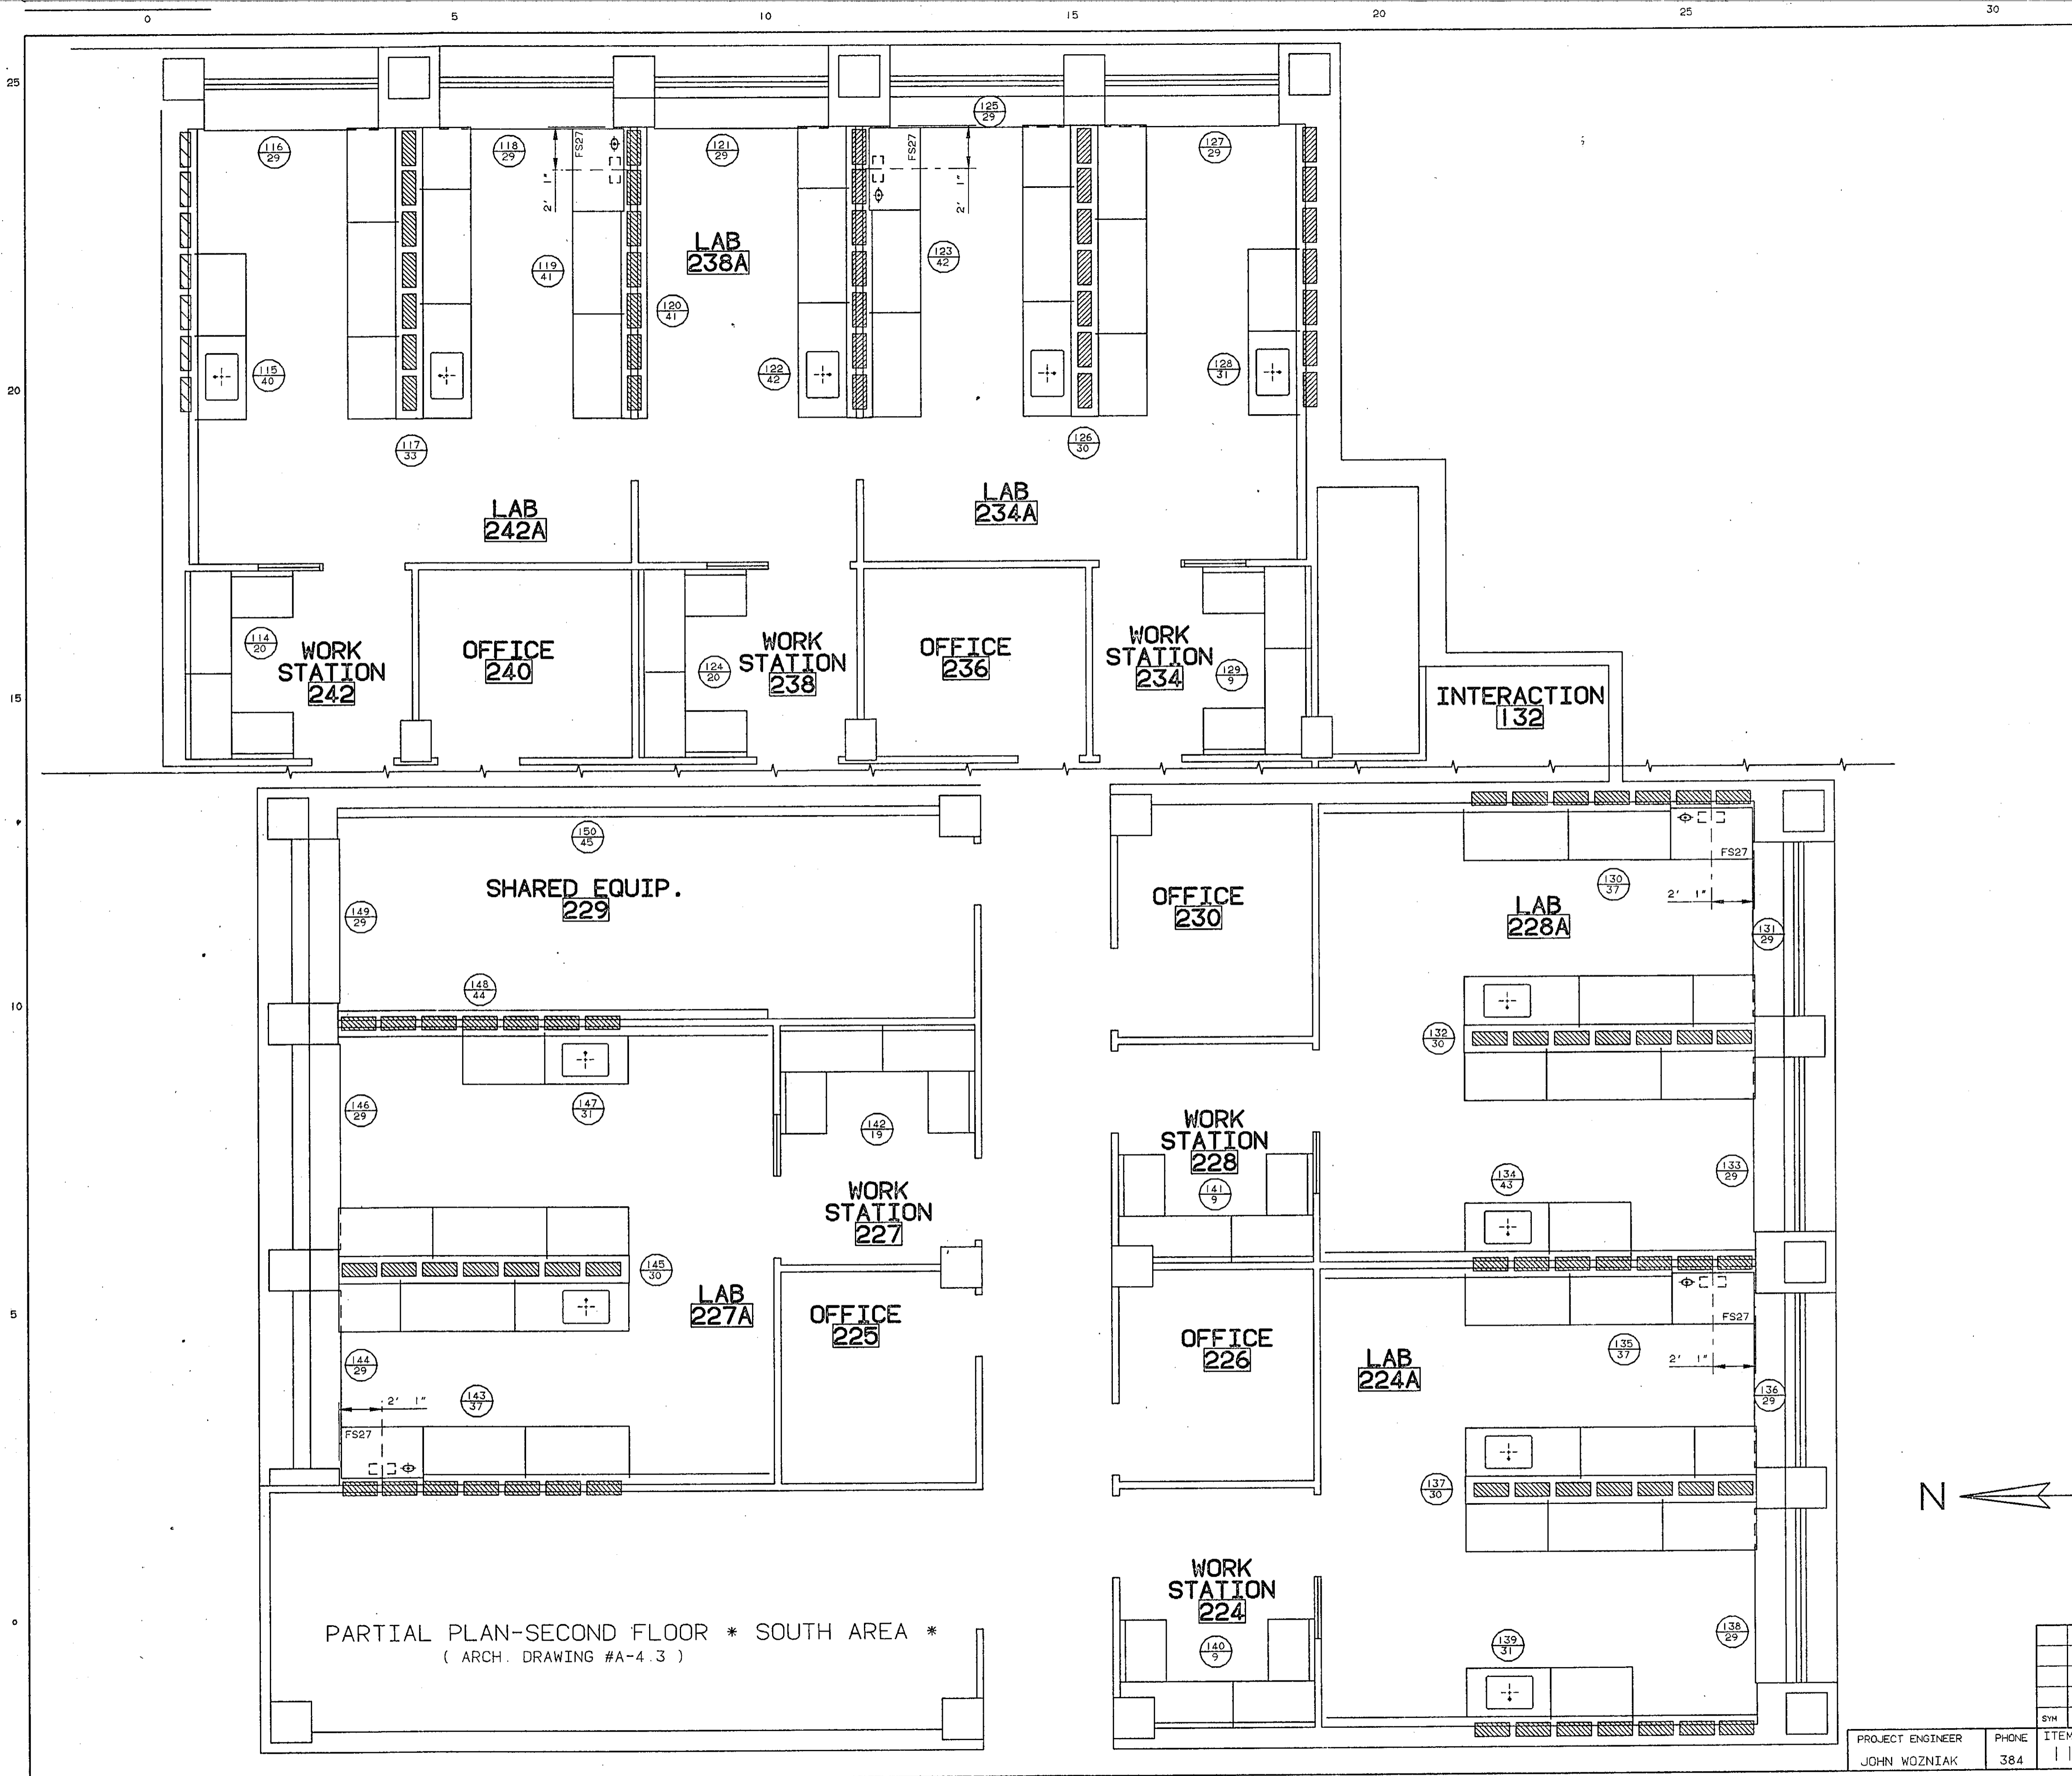 0 5 10 15 20 25 30
25
20
15
10
5
0
125
29
116
29
118
29
FS27
121
29
FS27
127
29
2' 1"
2' 1"
LAB
238A
119
41
123
42
120
41
115
40
122
42
128
31
117
33
126
30
LAB
242A
LAB
234A
114
20
WORK
STATION
242
OFFICE
240
124
20
WORK
STATION
238
OFFICE
236
WORK
STATION
234
129
9
INTERACTION
132
150
45
SHARED EQUIP.
229
149
29
148
44
OFFICE
230
FS27
130
37
2' 1"
LAB
228A
131
29
132
30
146
29
147
31
142
19
WORK
STATION
227
WORK
STATION
228
141
9
134
43
133
29
145
30
LAB
227A
OFFICE
225
144
29
143
37
2' 1"
FS27
OFFICE
226
LAB
224A
FS27
135
37
2' 1"
136
29
137
30
N
WORK
STATION
224
140
9
139
31
138
29
PARTIAL PLAN-SECOND FLOOR * SOUTH AREA *
( ARCH. DRAWING #A-4.3 )
SYM
PROJECT ENGINEER PHONE ITEM
JOHN WOZNIAK 384 11